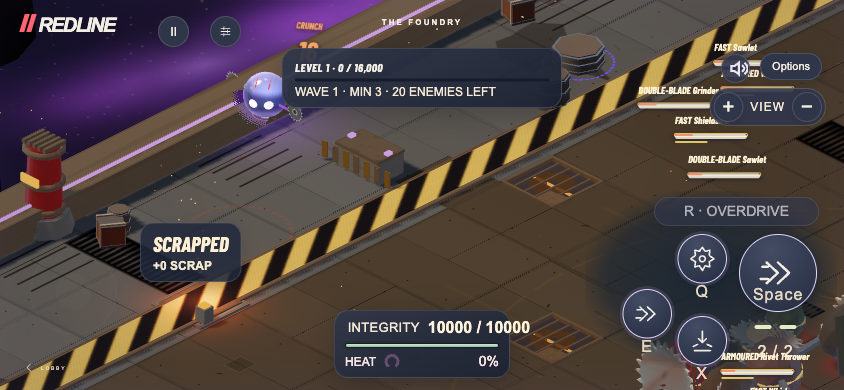 REDLINE
CRUNCH
THE FOUNDRY
LEVEL 1 · 0 / 16,000
WAVE 1 · MIN 3 · 20 ENEMIES LEFT
FAST Sawlet
Options
DOUBLE-BLADE Grinder
VIEW
FAST
DOUBLE-BLADE Sawlet
R · OVERDRIVE
SCRAPPED
+0 SCRAP
Q
Space
E
INTEGRITY 10000 / 10000
HEAT 0%
2 / 2
X
ARMOURED Rivet Thrower
LOBBY